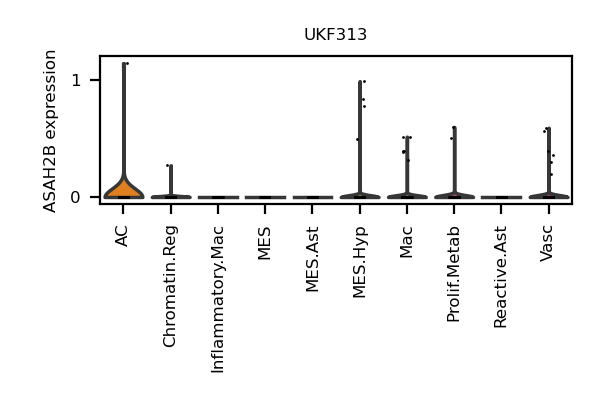 UKF313
ASAH2B expression
1
0
AC
Chromatin.Reg
Inflammatory.Mac
MES
MES.Ast
MES.Hyp
Mac
Prolif.Metab
Reactive.Ast
Vasc